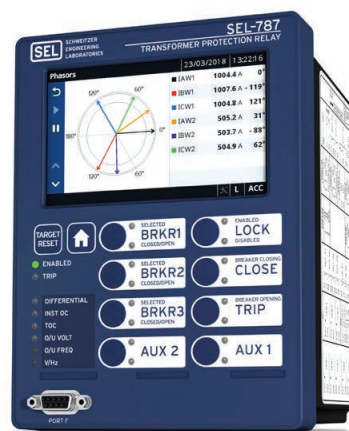 SEL SCHWEITZER ENGINEERING LABORATORIES
SEL-787
TRANSFORMER PROTECTION RELAY
Phasors 23/03/2018 13:22:16
IAW1 1004.4 A 0°
IBW1 1007.6 A -119°
ICW1 1004.8 A 121°
IAW2 505.2 A 31°
IBW2 503.7 A -88°
ICW2 504.9 A 62°
120° 60°
180° 0°
120° 60°
L ACC
TARGET RESET
SELECTED
BRKR1
CLOSED/OPEN
ENABLED
LOCK
DISABLED
ENABLED
TRIP
SELECTED
BRKR2
CLOSED/OPEN
BREAKER CLOSING
CLOSE
DIFFERENTIAL
INST OC
TOC
O/U VOLT
O/U FREQ
V/Hz
SELECTED
BRKR3
CLOSED/OPEN
BREAKER OPENING
TRIP
AUX 2
AUX 1
PORT F